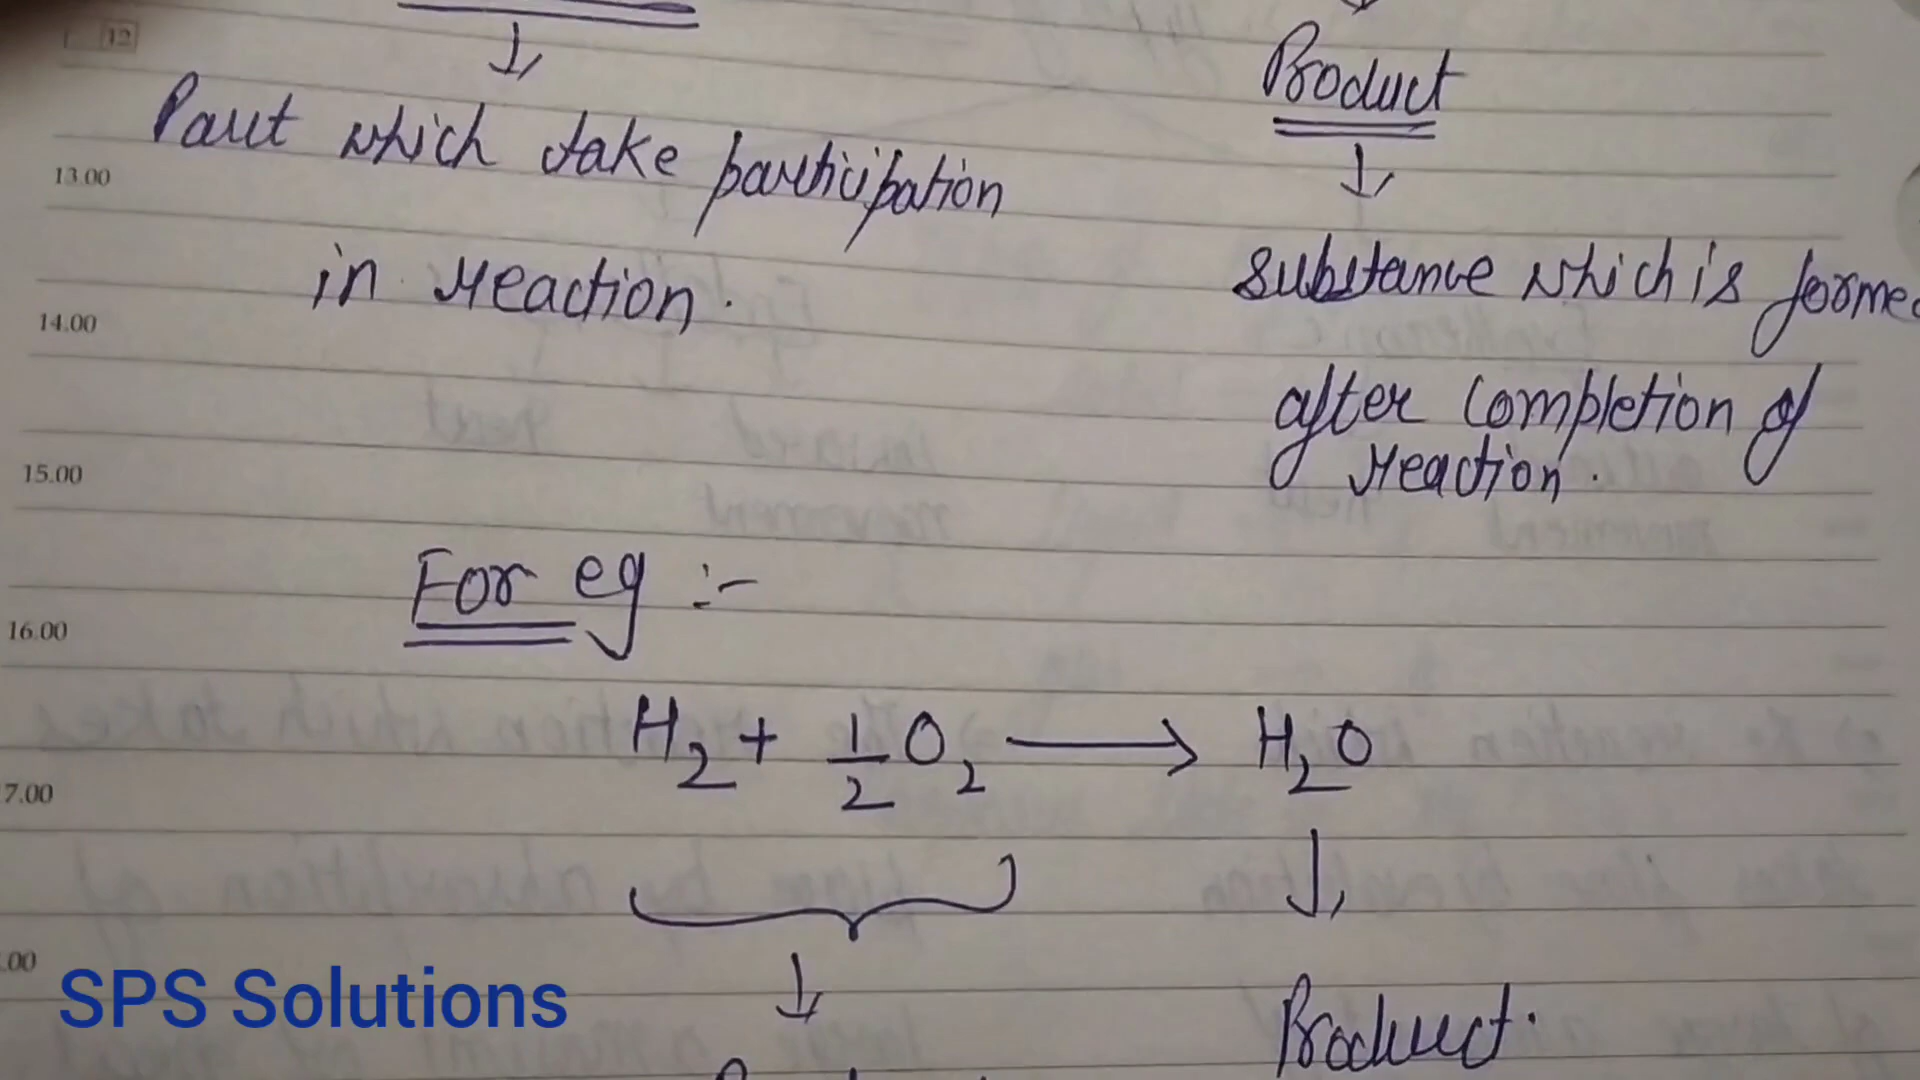 12
Product
Part which take participation
13.00
in reaction.
substance which is forme
14.00
after completion of
reaction.
15.00
For eg :-
16.00
H₂ + 1/2 O₂ ⟶ H₂O
7.00
.00
SPS Solutions
Product.